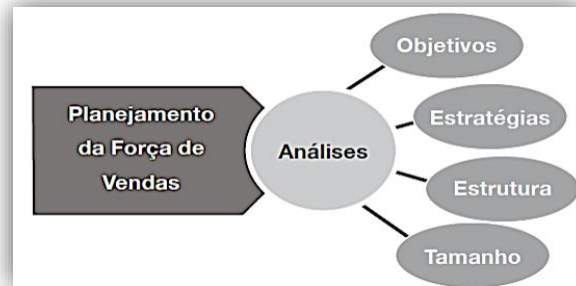 Planejamento
da Força de
Vendas
Análises
Objetivos
Estratégias
Estrutura
Tamanho